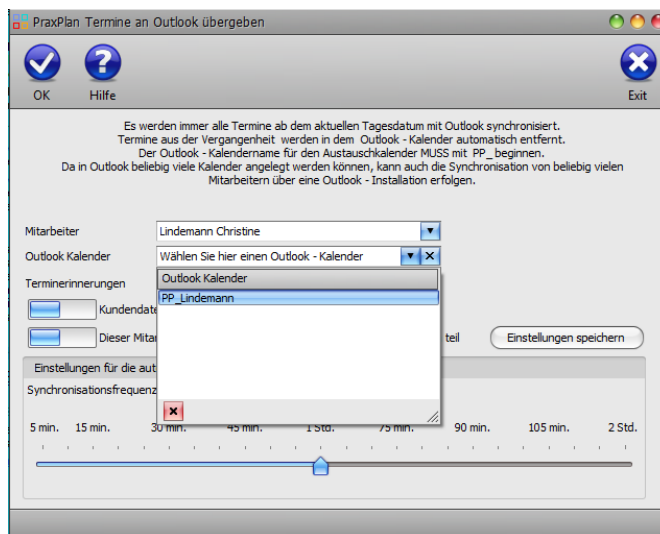 PraxPlan Termine an Outlook übergeben
OK
Hilfe
Exit
Es werden immer alle Termine ab dem aktuellen Tagesdatum mit Outlook synchronisiert.
Termine aus der Vergangenheit werden in dem Outlook - Kalender automatisch entfernt.
Der Outlook - Kalendername für den Austauschkalender MUSS mit PP_ beginnen.
Da in Outlook beliebig viele Kalender angelegt werden können, kann auch die Synchronisation von beliebig vielen
Mitarbeitern über eine Outlook - Installation erfolgen.
Mitarbeiter Lindemann Christine
Outlook Kalender Wählen Sie hier einen Outlook - Kalender
Terminerinnerungen Outlook Kalender
PP_Lindemann
Kundendate
Dieser Mitar teil Einstellungen speichern
Einstellungen für die aut
Synchronisationsfrequenz
5 min. 15 min. 30 min. 45 min. 1 Std. 75 min. 90 min. 105 min. 2 Std.